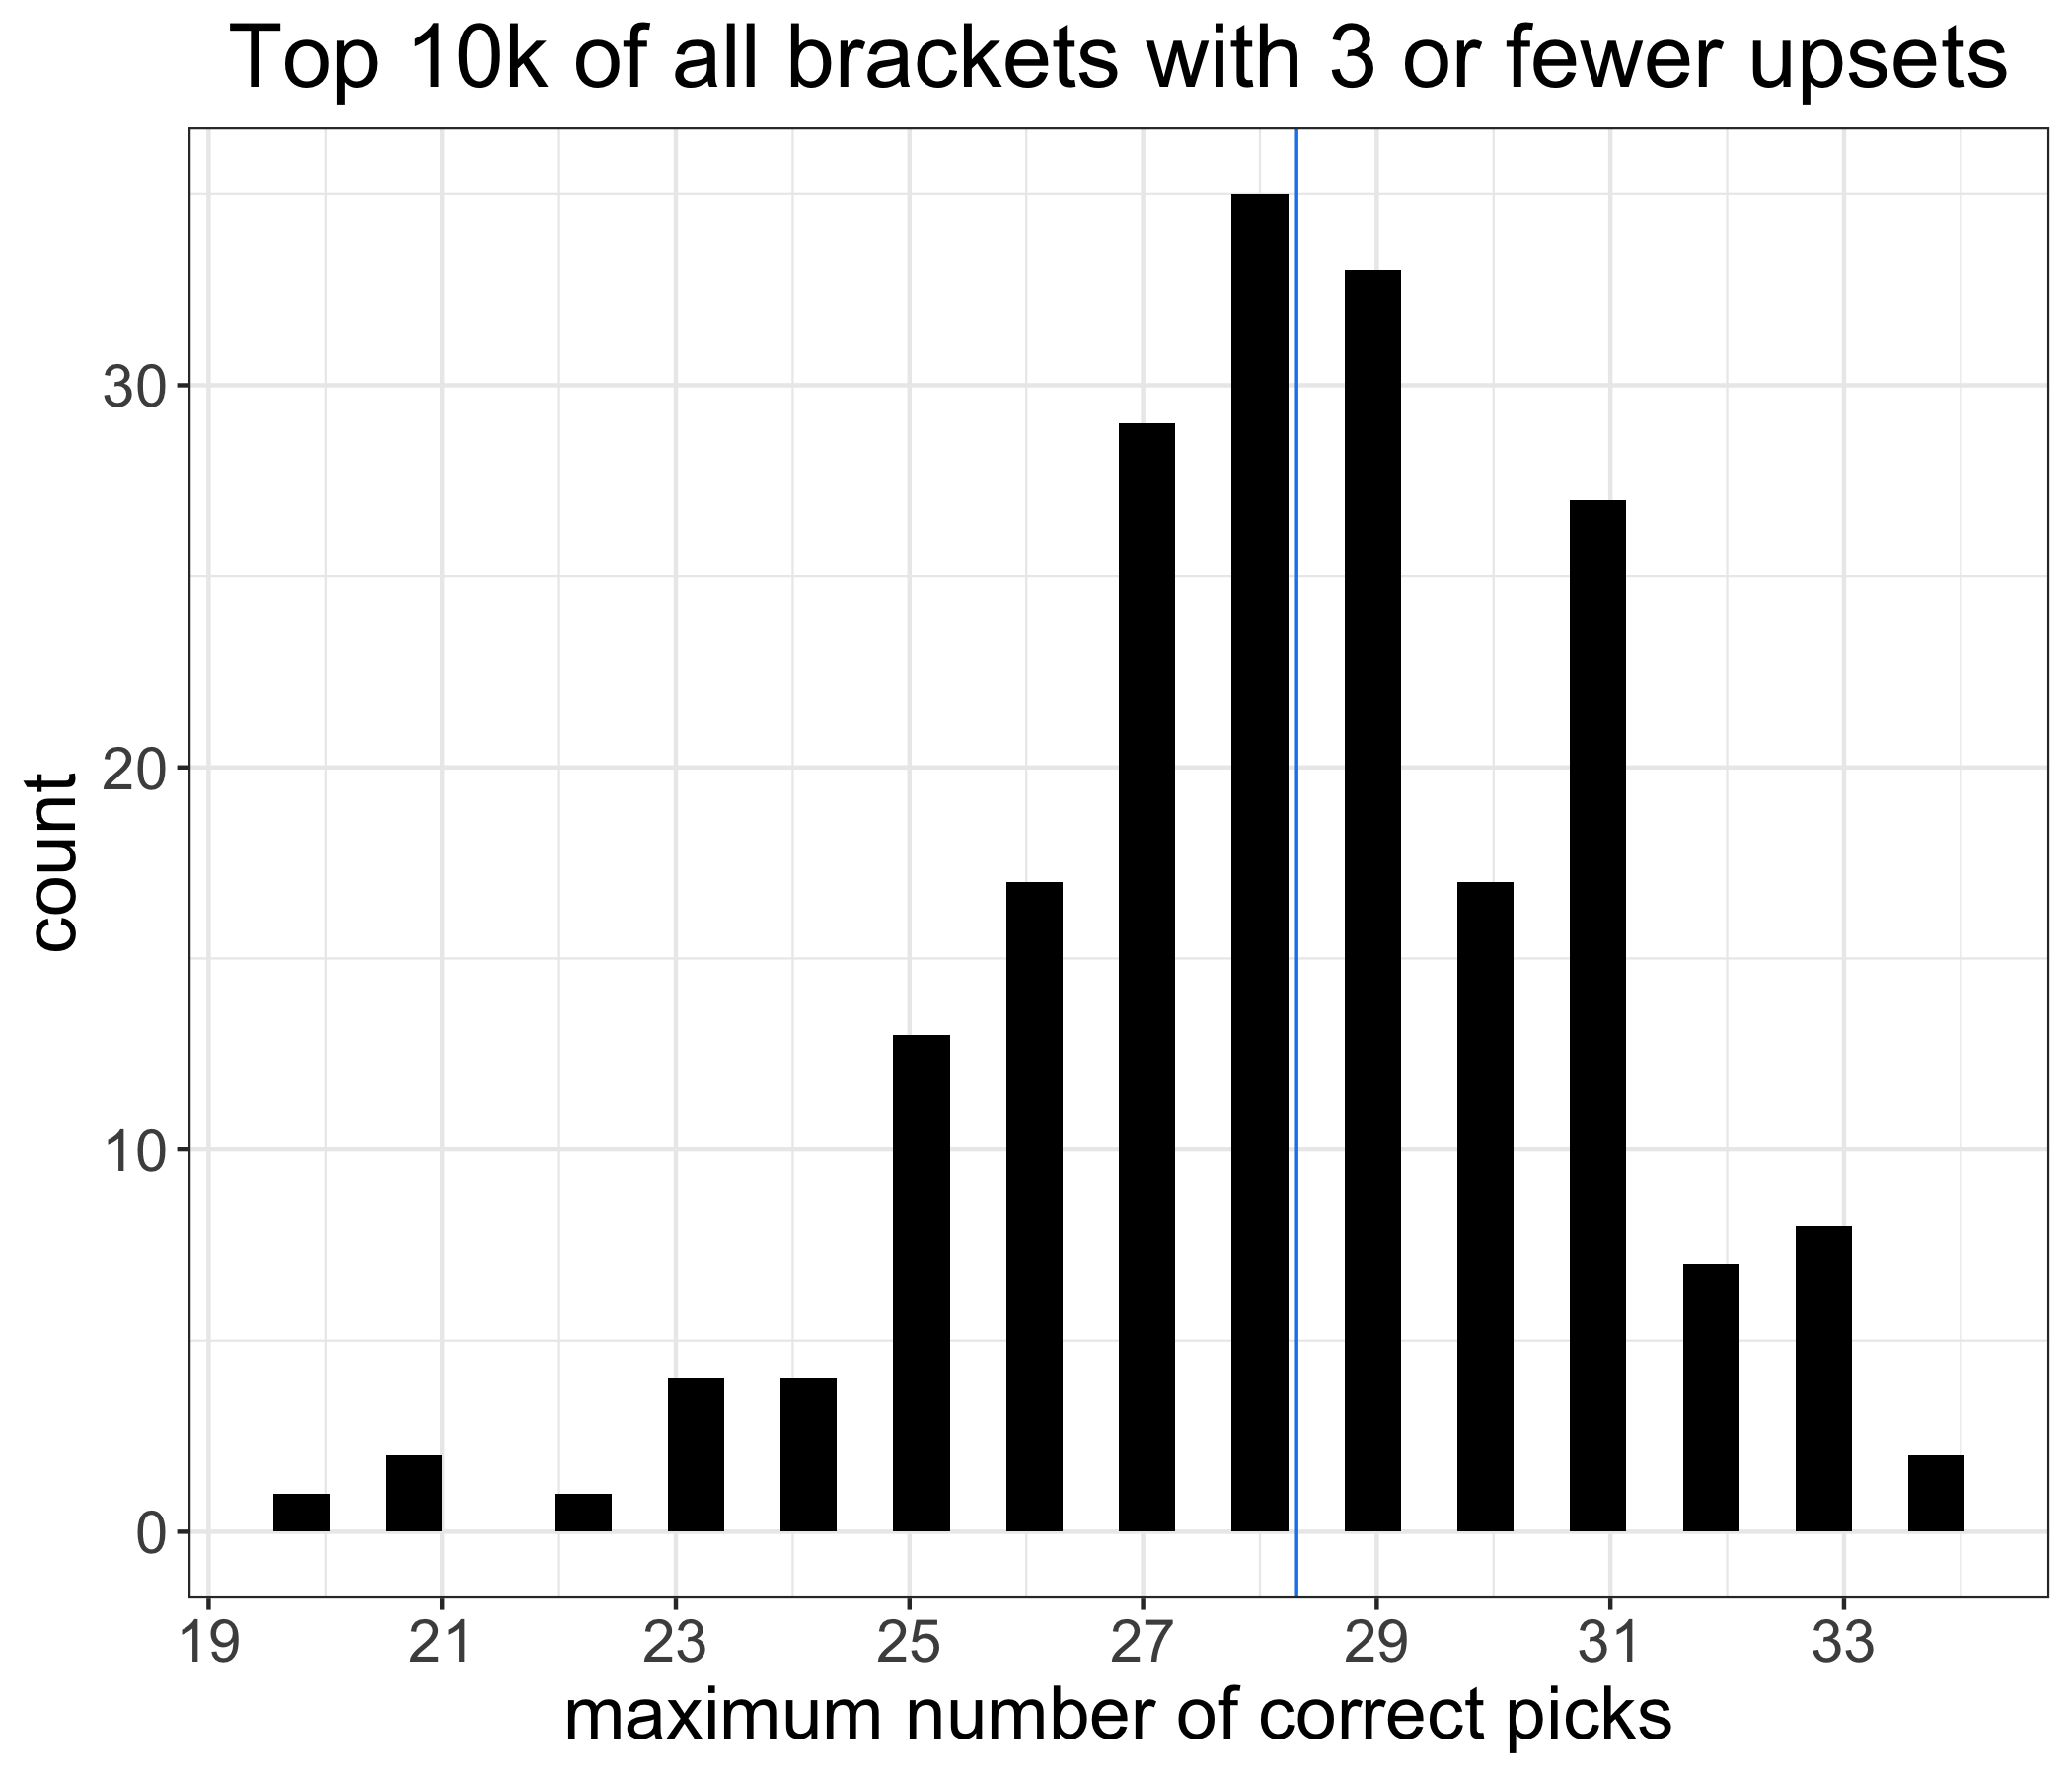 Top 10k of all brackets with 3 or fewer upsets
count
30
20
10
0
19 21 23 25 27 29 31 33
maximum number of correct picks